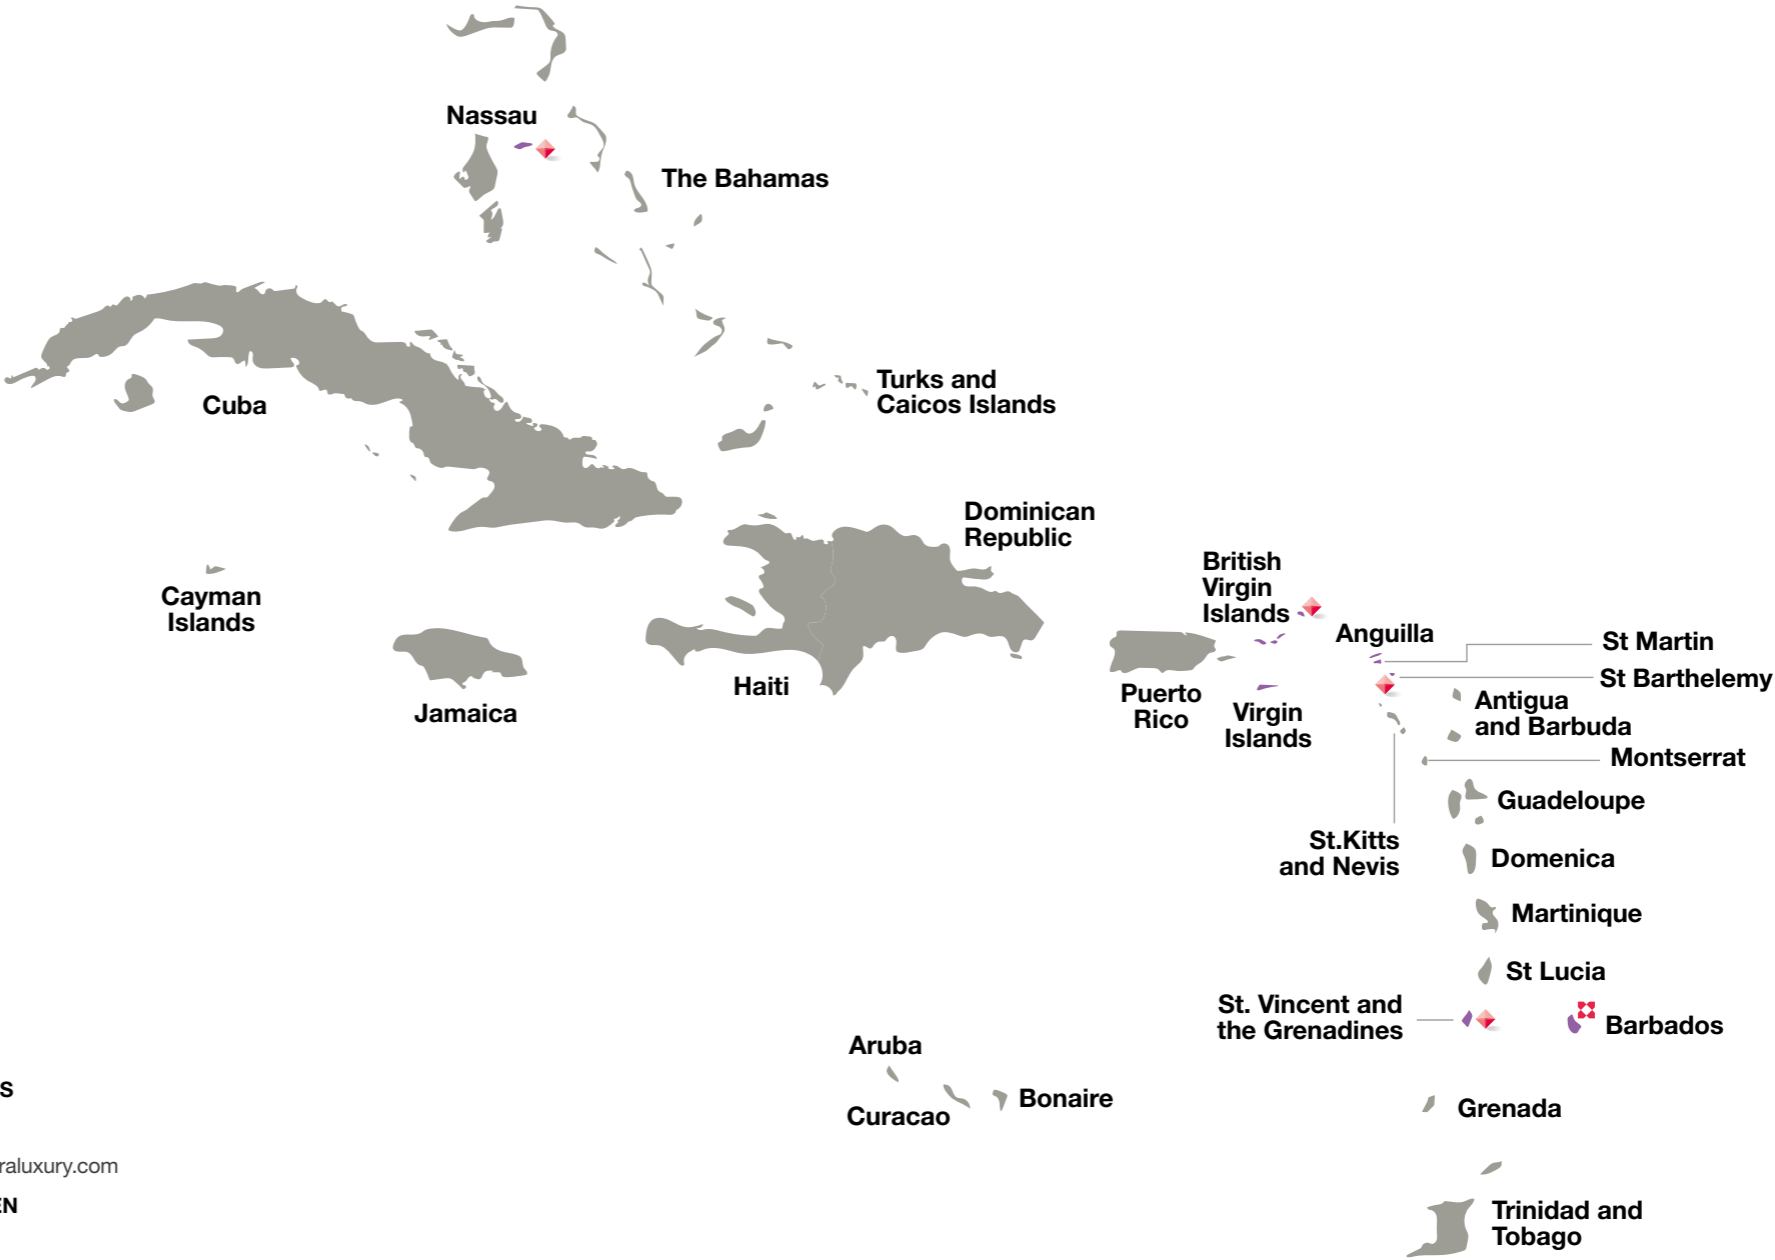 Nassau
The Bahamas
Turks and
Caicos Islands
Cuba
Dominican
Republic
British
Virgin
Islands
Cayman
Islands
Anguilla
St Martin
St Barthelemy
Haiti
Puerto
Rico
Virgin
Islands
Antigua
and Barbuda
Jamaica
Montserrat
Guadeloupe
St.Kitts
and Nevis
Domenica
Martinique
St Lucia
St. Vincent and
the Grenadines
Barbados
Aruba
Curacao
Bonaire
S
Grenada
raluxury.com
EN
Trinidad and
Tobago